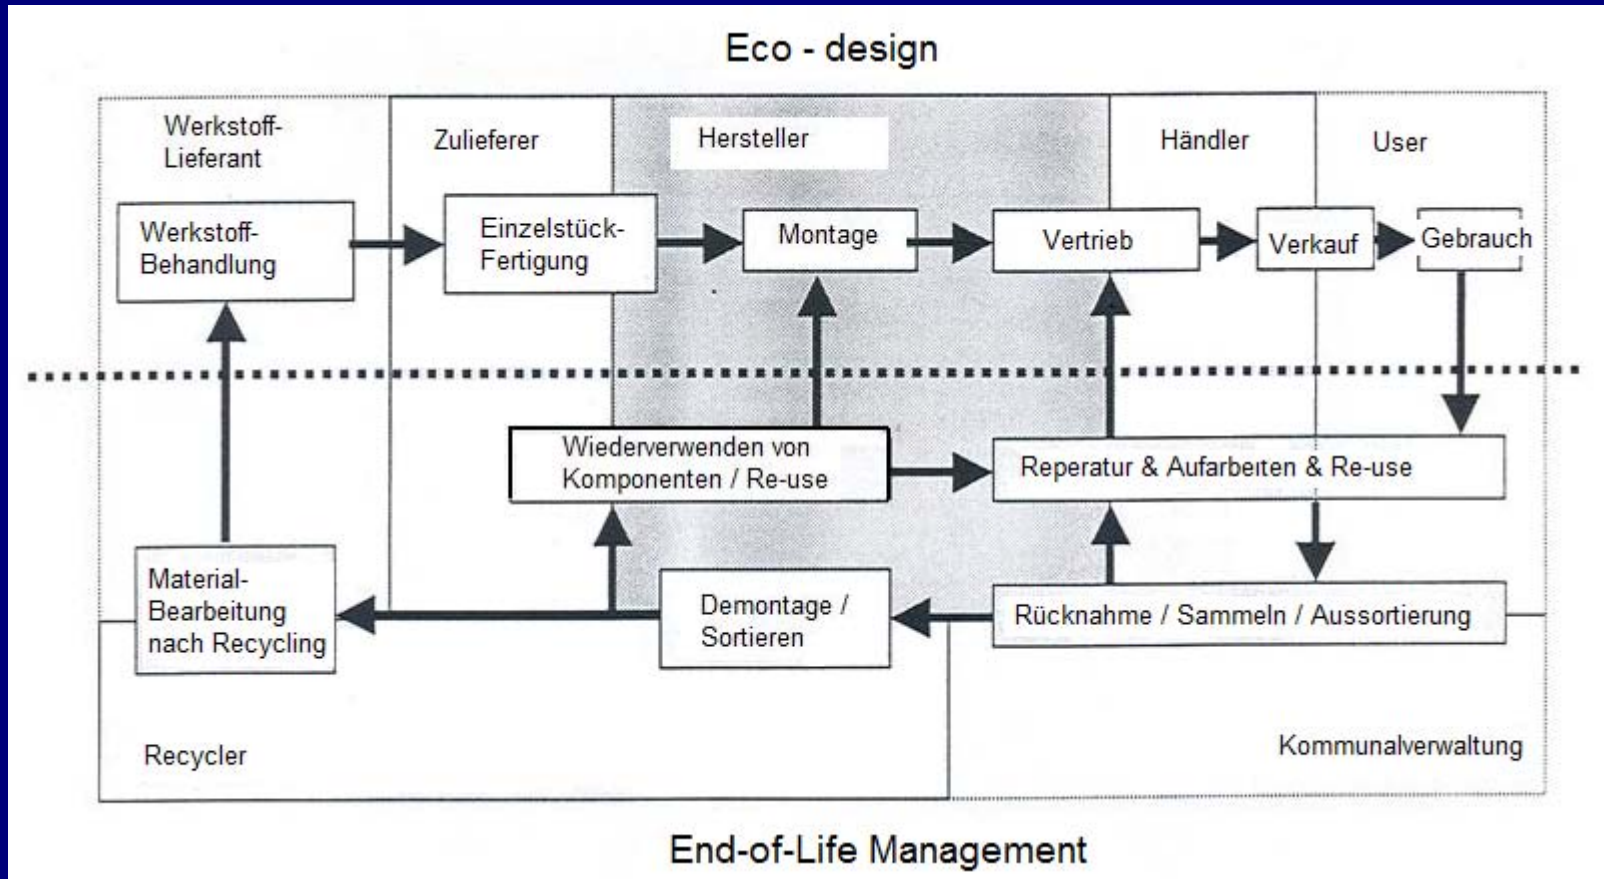 Eco - design
Werkstoff-
Lieferant
Zulieferer
Hersteller
Händler
User
Werkstoff-
Behandlung
Einzelstück-
Fertigung
Montage
Vertrieb
Verkauf
Gebrauch
Wiederverwenden von
Komponenten / Re-use
Reperatur & Aufarbeiten & Re-use
Material-
Bearbeitung
nach Recycling
Demontage /
Sortieren
Rücknahme / Sammeln / Aussortierung
Recycler
Kommunalverwaltung
End-of-Life Management